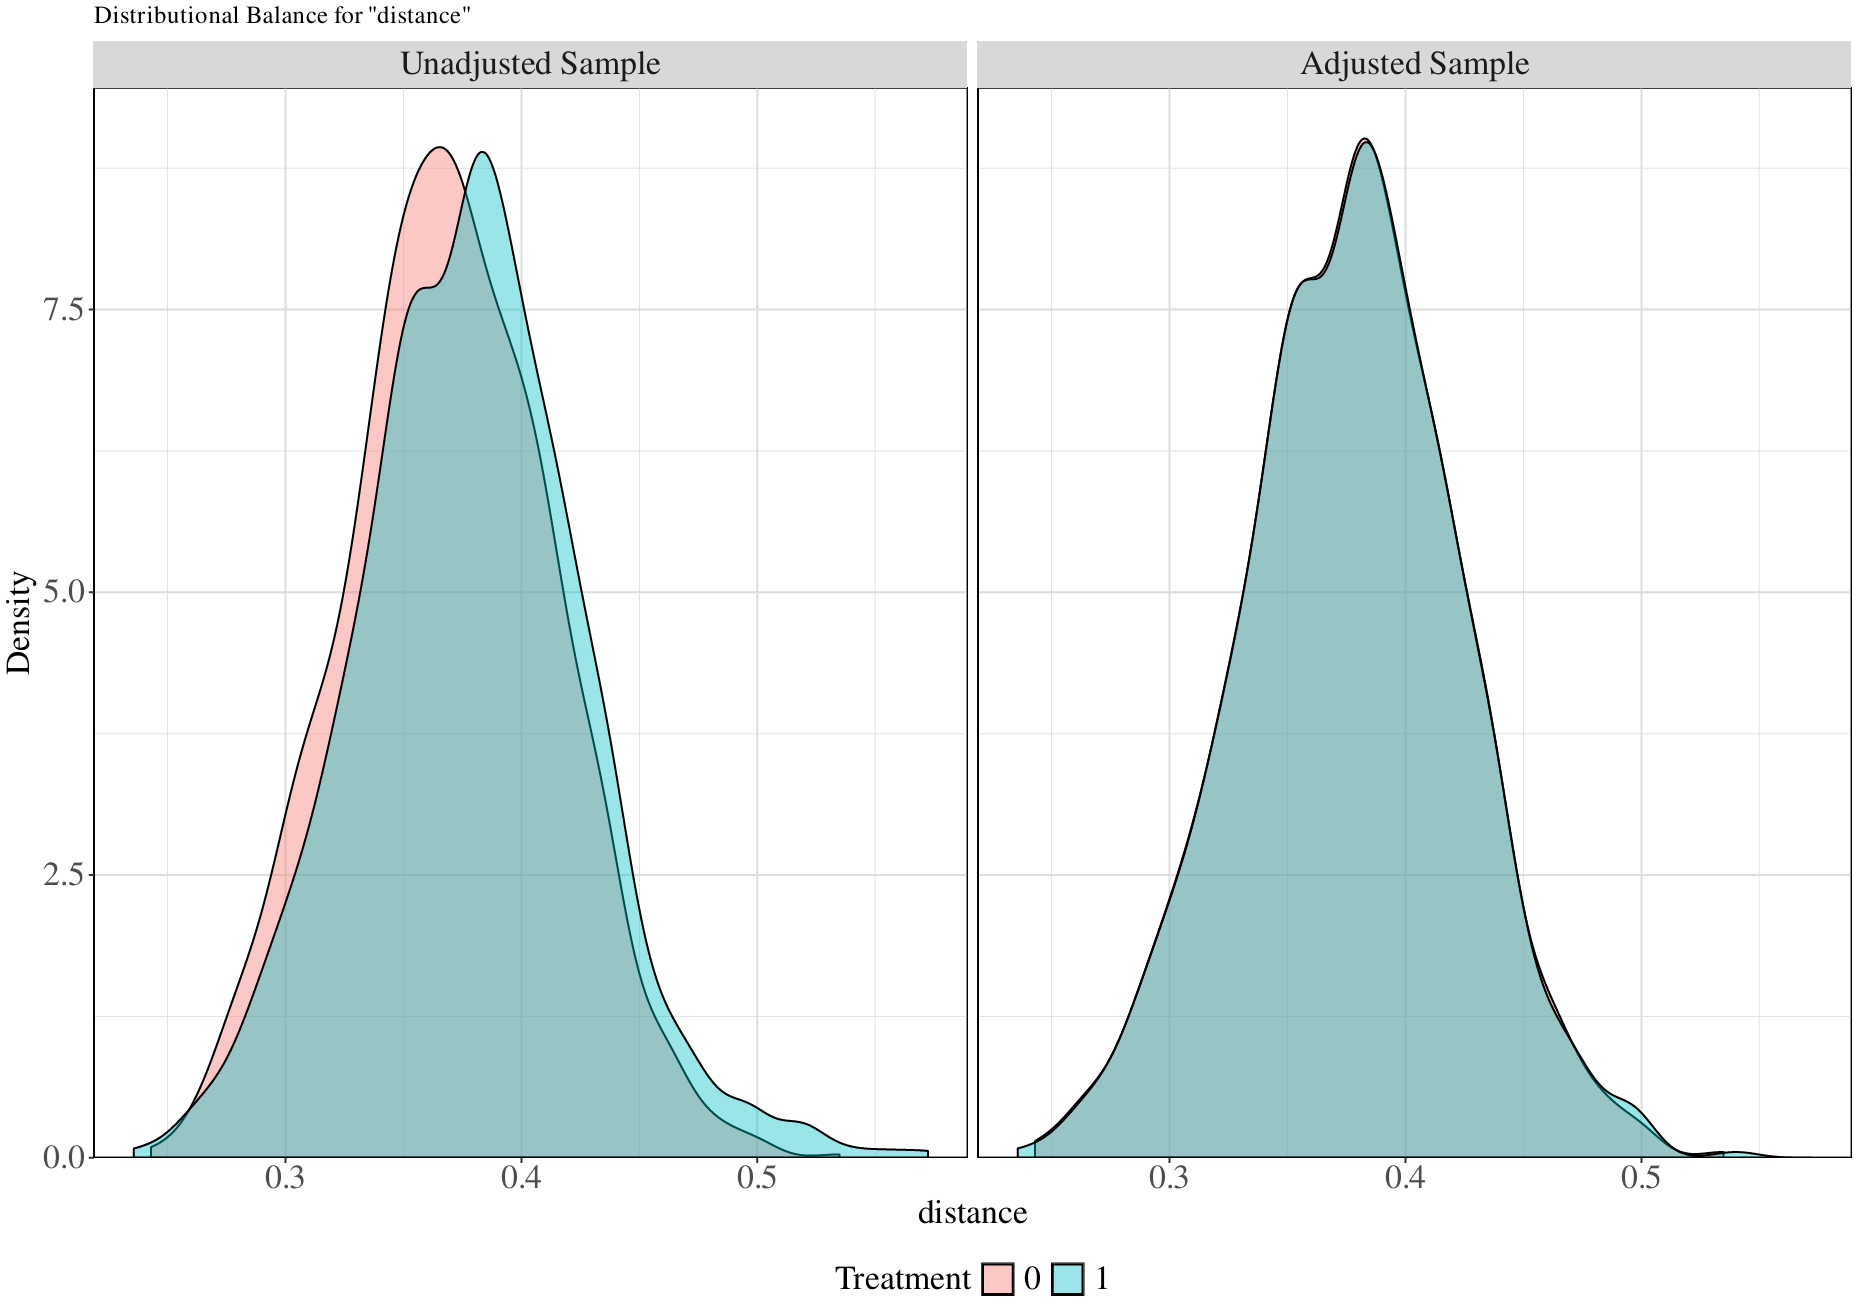 Distributional Balance for "distance"
Unadjusted Sample
Adjusted Sample
Density
7.5
5.0
2.5
0.0
0.3
0.4
0.5
0.3
0.4
0.5
distance
Treatment 0 1